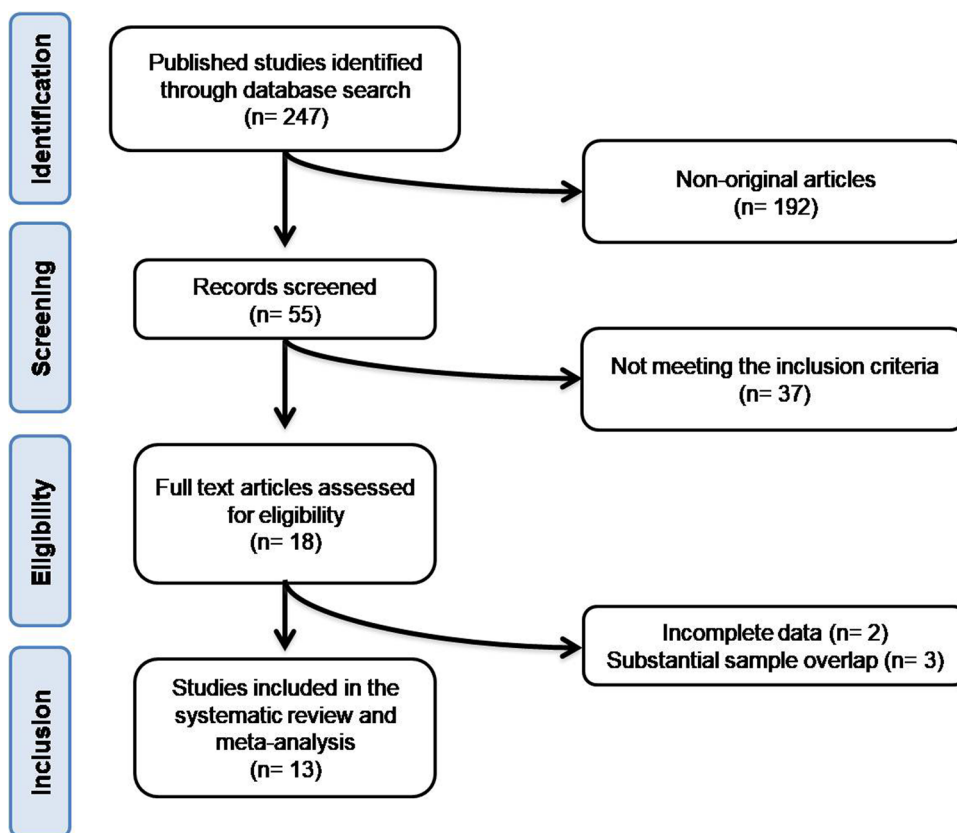 Identification
Published studies identified
through database search
(n= 247)
Non-original articles
(n= 192)
Screening
Records screened
(n= 55)
Not meeting the inclusion criteria
(n= 37)
Eligibility
Full text articles assessed
for eligibility
(n= 18)
Incomplete data (n= 2)
Substantial sample overlap (n= 3)
Inclusion
Studies included in the
systematic review and
meta-analysis
(n= 13)